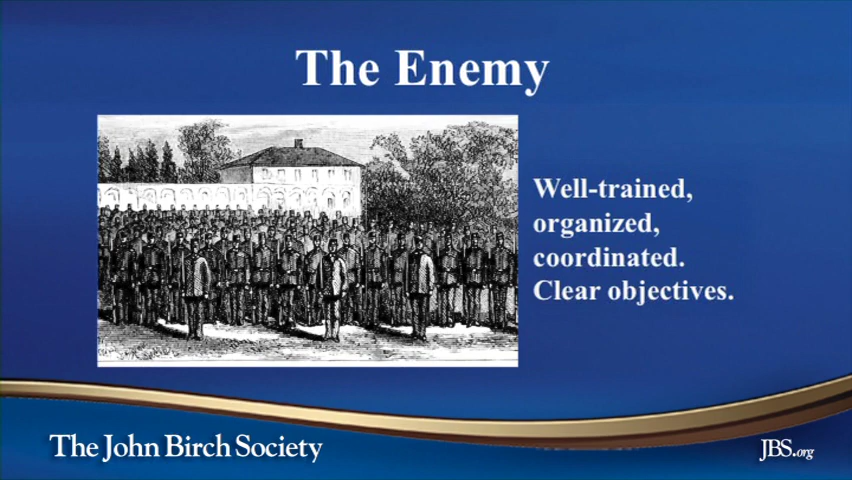 The Enemy
Well-trained,
organized,
coordinated.
Clear objectives.
The John Birch Society
JBS.org